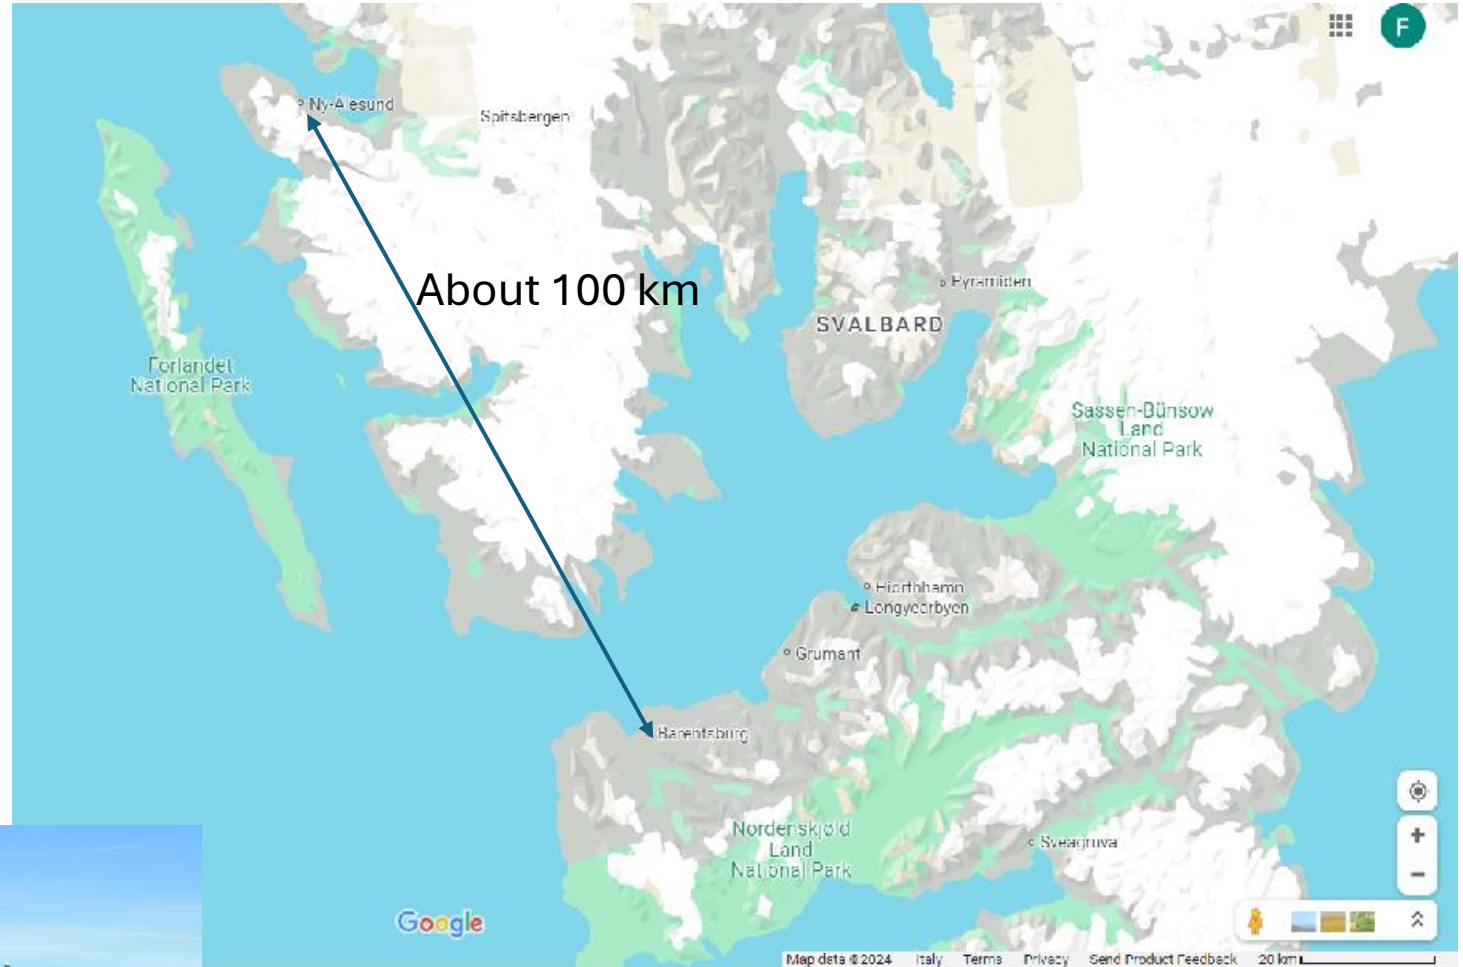 F
Ny-Ålesund
Spitsbergen
About 100 km
Pyramiden
SVALBARD
Forlandet
National Park
Sassen-Bünsow
Land
National Park
Hiorthhamn
Longyearbyen
Grumant
Barentsburg
Nordenskjøld
Land
National Park
Sveagruva
Google
Map data ©2024 Italy Terms Privacy Send Product Feedback 20 km